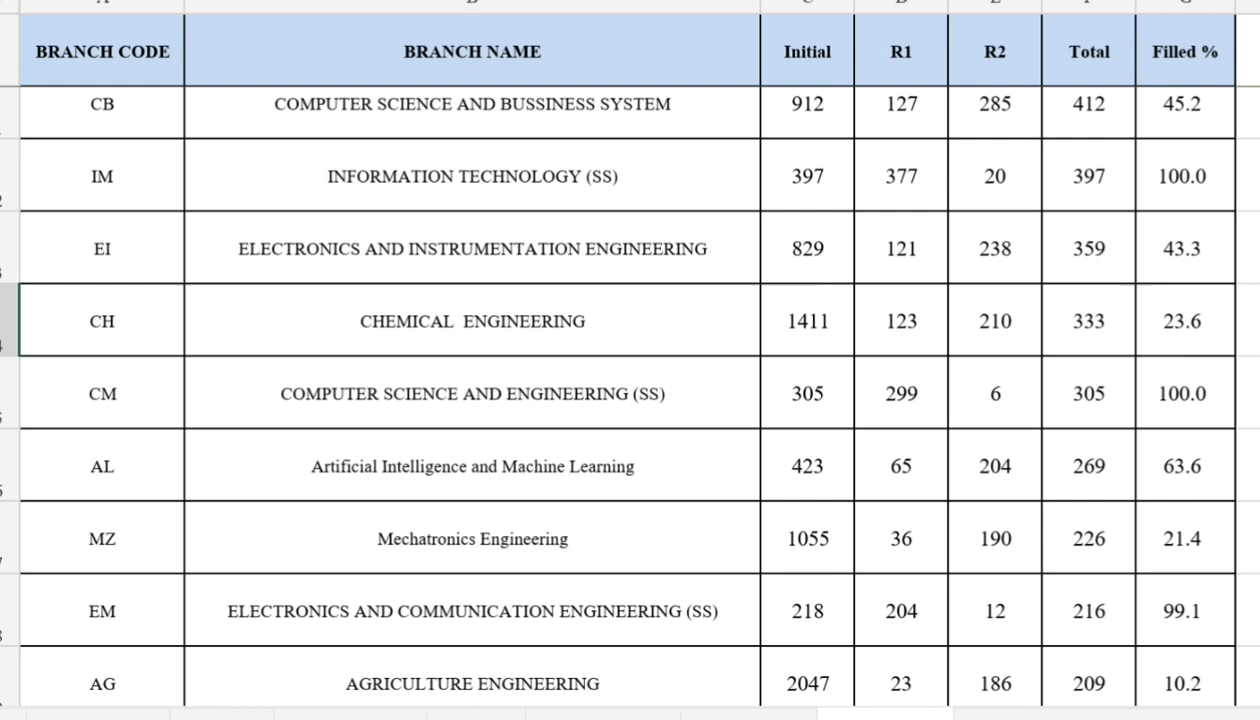 BRANCH CODE BRANCH NAME Initial R1 R2 Total Filled %
CB COMPUTER SCIENCE AND BUSSINESS SYSTEM 912 127 285 412 45.2
IM INFORMATION TECHNOLOGY (SS) 397 377 20 397 100.0
EI ELECTRONICS AND INSTRUMENTATION ENGINEERING 829 121 238 359 43.3
CH CHEMICAL  ENGINEERING 1411 123 210 333 23.6
CM COMPUTER SCIENCE AND ENGINEERING (SS) 305 299 6 305 100.0
AL Artificial Intelligence and Machine Learning 423 65 204 269 63.6
MZ Mechatronics Engineering 1055 36 190 226 21.4
EM ELECTRONICS AND COMMUNICATION ENGINEERING (SS) 218 204 12 216 99.1
AG AGRICULTURE ENGINEERING 2047 23 186 209 10.2